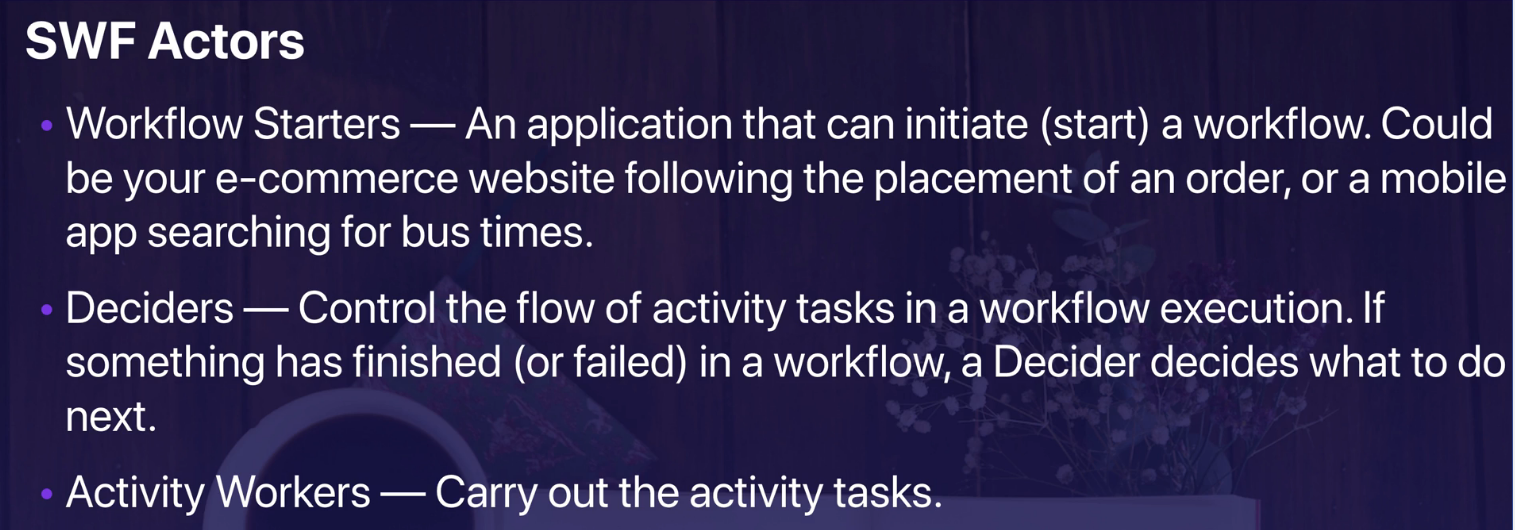 SWF Actors
• Workflow Starters — An application that can initiate (start) a workflow. Could
be your e-commerce website following the placement of an order, or a mobile
app searching for bus times.
• Deciders — Control the flow of activity tasks in a workflow execution. If
something has finished (or failed) in a workflow, a Decider decides what to do
next.
• Activity Workers — Carry out the activity tasks.